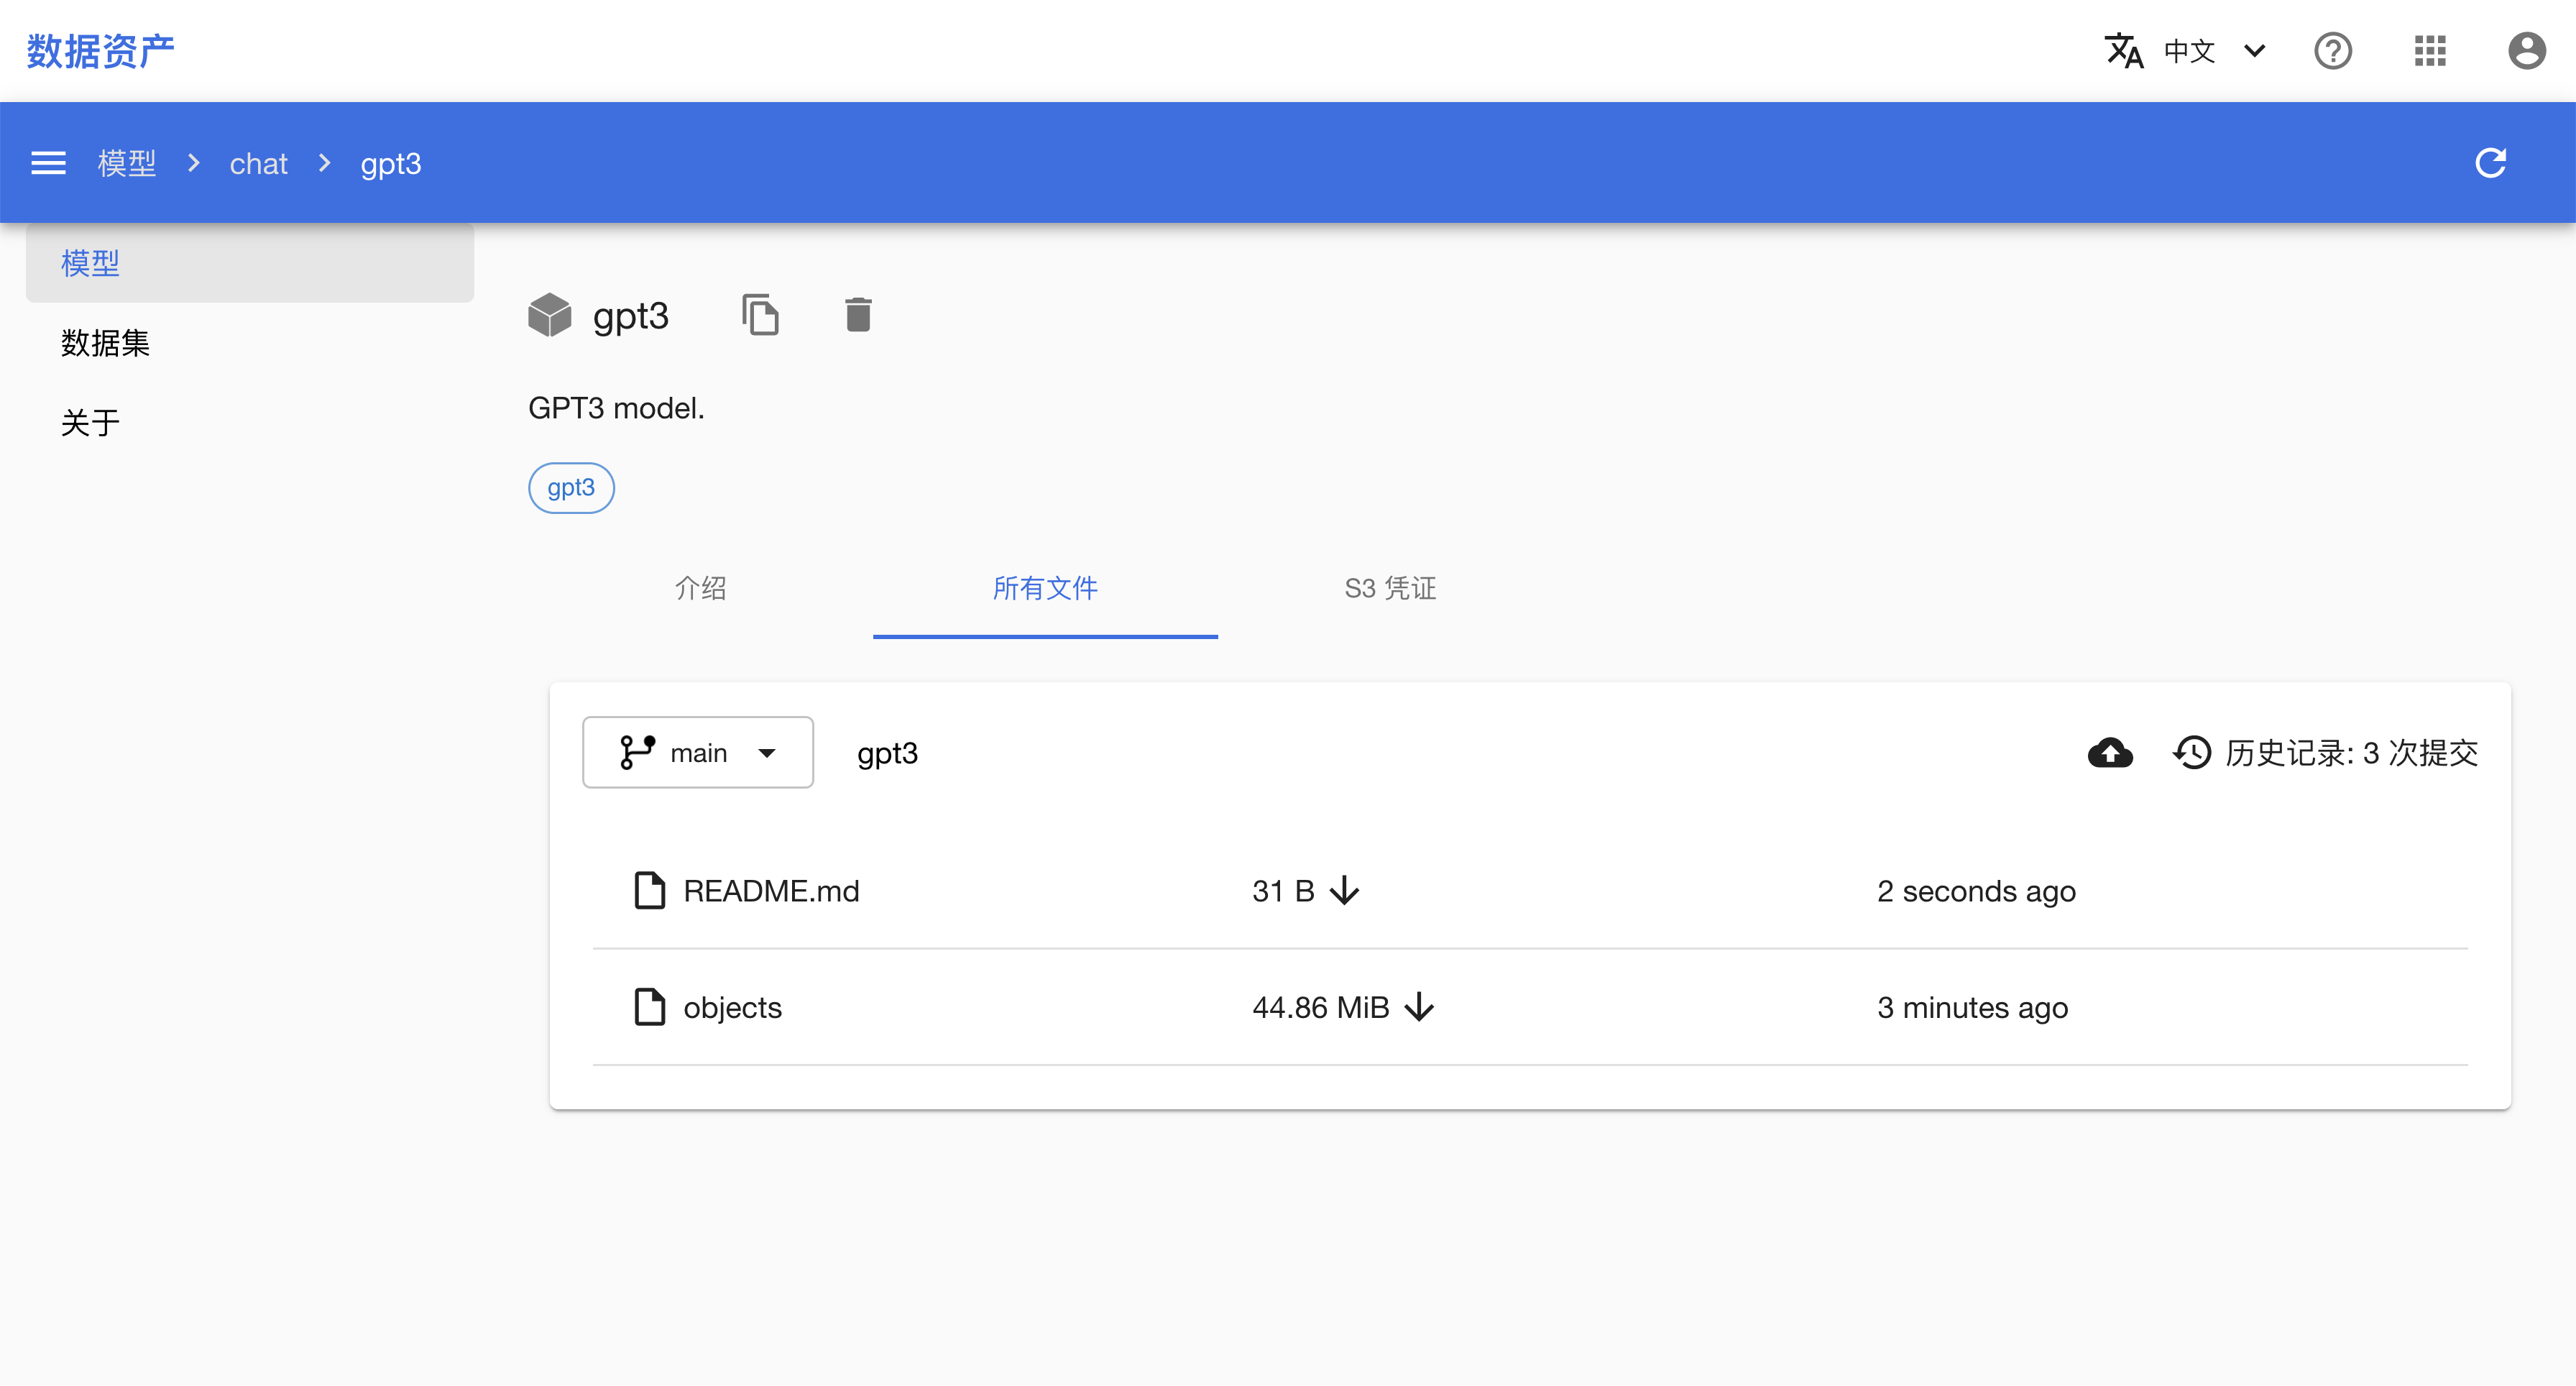 数据资产
中文
模型 > chat > gpt3
模型
数据集
关于
gpt3
GPT3 model.
gpt3
介绍 所有文件 S3 凭证
main gpt3 历史记录: 3 次提交
README.md 31 B 2 seconds ago
objects 44.86 MiB 3 minutes ago